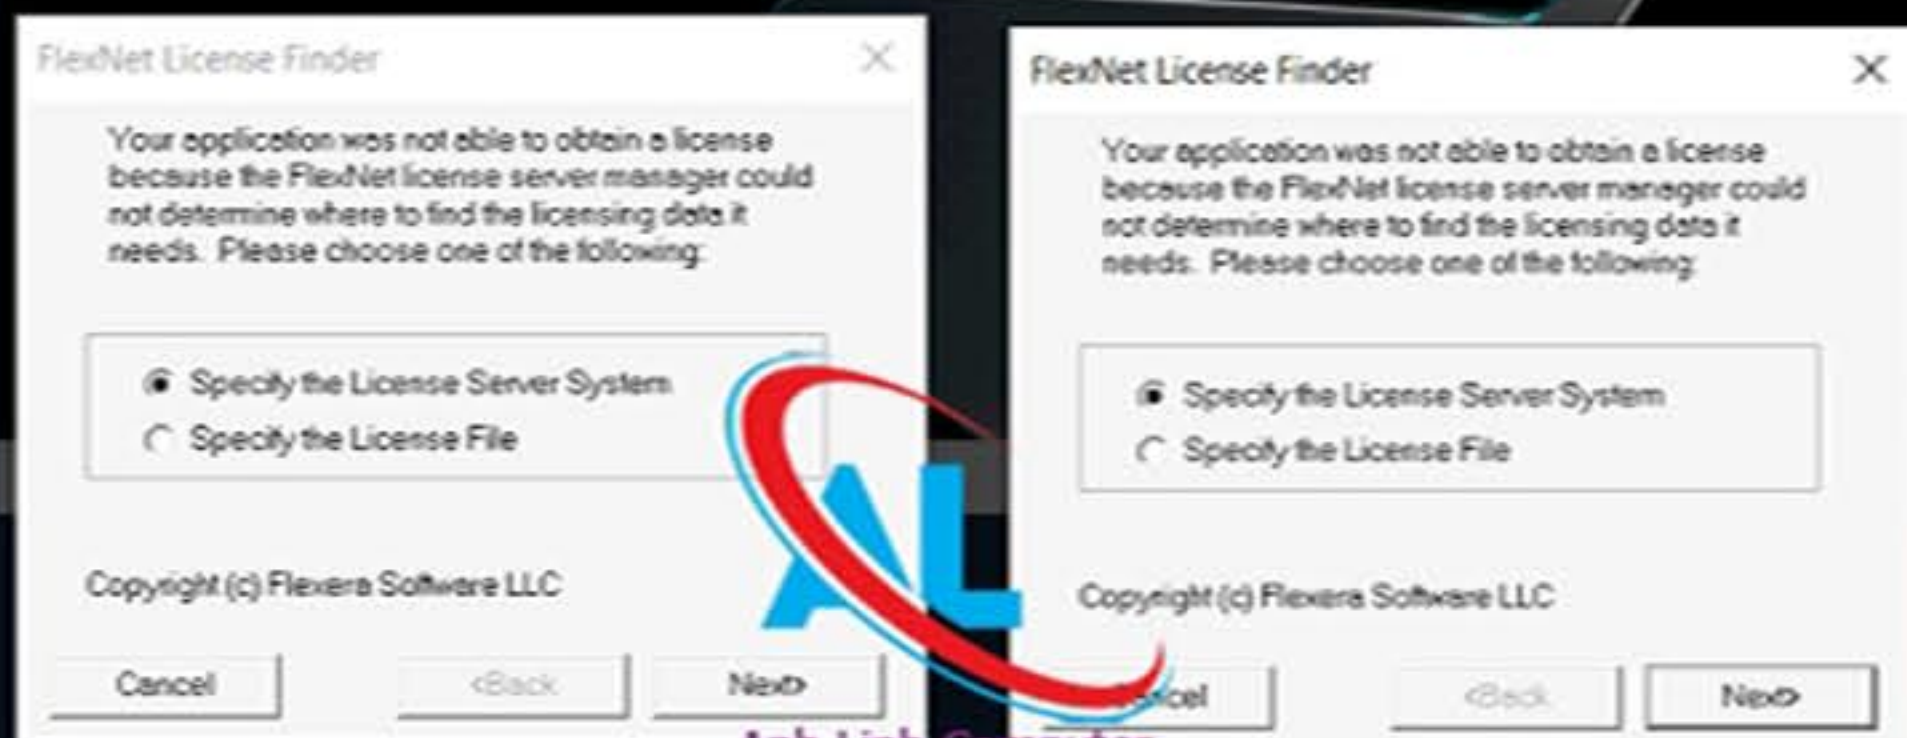 FlexNet License Finder
Your application was not able to obtain a license
because the FlexNet license server manager could
not determine where to find the licensing data it
needs. Please choose one of the following:
Specify the License Server System
Specify the License File
Copyright (c) Flexera Software LLC
Cancel
<Back
Next>
FlexNet License Finder
Your application was not able to obtain a license
because the FlexNet license server manager could
not determine where to find the licensing data it
needs. Please choose one of the following:
Specify the License Server System
Specify the License File
Copyright (c) Flexera Software LLC
cel
<Back
Next>
AL